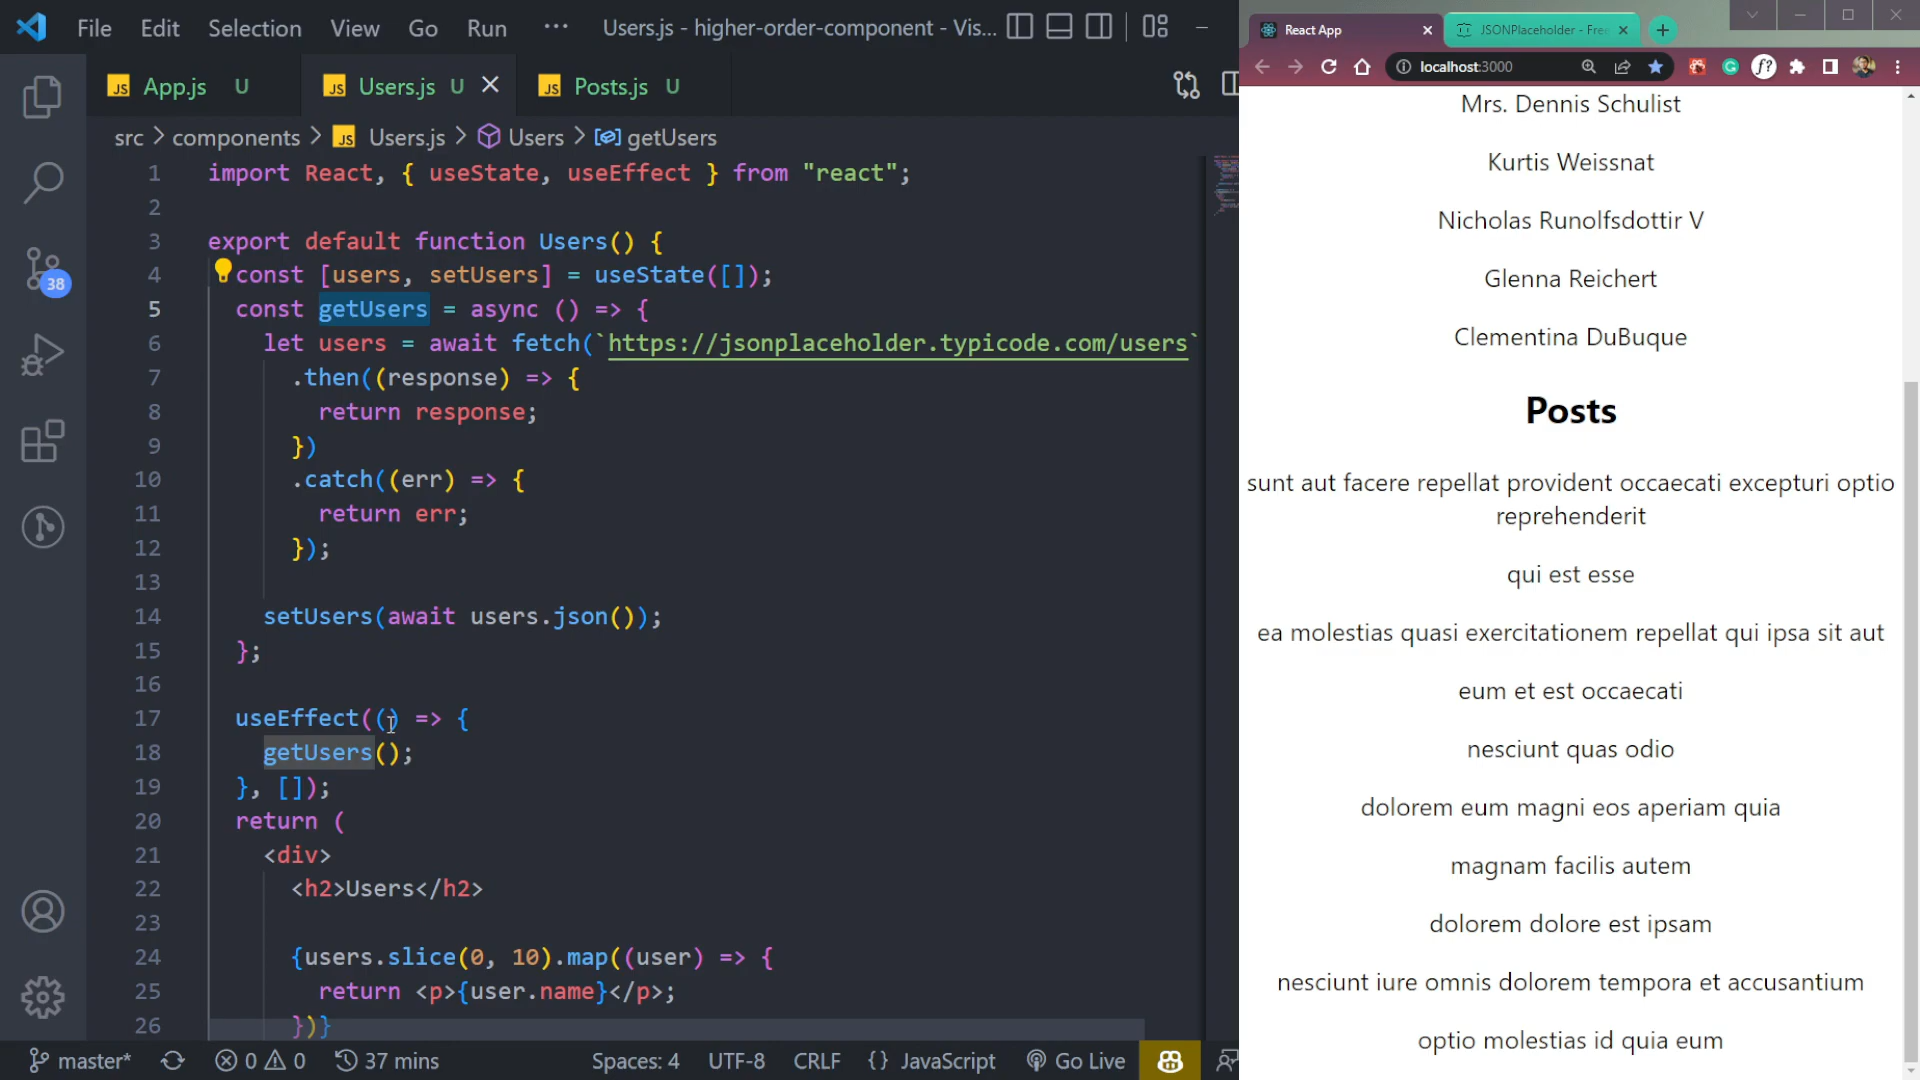 File Edit Selection View Go Run ··· Users.js - higher-order-component - Vis...
JS App.js U JS Users.js U JS Posts.js U
src > components > JS Users.js > Users > getUsers
1 import React, { useState, useEffect } from "react";
2
3 export default function Users() {
4 const [users, setUsers] = useState([]);
5 const getUsers = async () => {
6 let users = await fetch(`https://jsonplaceholder.typicode.com/users`
7 .then((response) => {
8 return response;
9 })
10 .catch((err) => {
11 return err;
12 });
13
14 setUsers(await users.json());
15 };
16
17 useEffect(() => {
18 getUsers();
19 }, []);
20 return (
21 <div>
22 <h2>Users</h2>
23
24 {users.slice(0, 10).map((user) => {
25 return <p>{user.name}</p>;
26 })}
38
master* 0 0 37 mins Spaces: 4 UTF-8 CRLF {} JavaScript Go Live
React App JSONPlaceholder - Fre
localhost:3000 f?
Mrs. Dennis Schulist
Kurtis Weissnat
Nicholas Runolfsdottir V
Glenna Reichert
Clementina DuBuque
Posts
sunt aut facere repellat provident occaecati excepturi optio
reprehenderit
qui est esse
ea molestias quasi exercitationem repellat qui ipsa sit aut
eum et est occaecati
nesciunt quas odio
dolorem eum magni eos aperiam quia
magnam facilis autem
dolorem dolore est ipsam
nesciunt iure omnis dolorem tempora et accusantium
optio molestias id quia eum